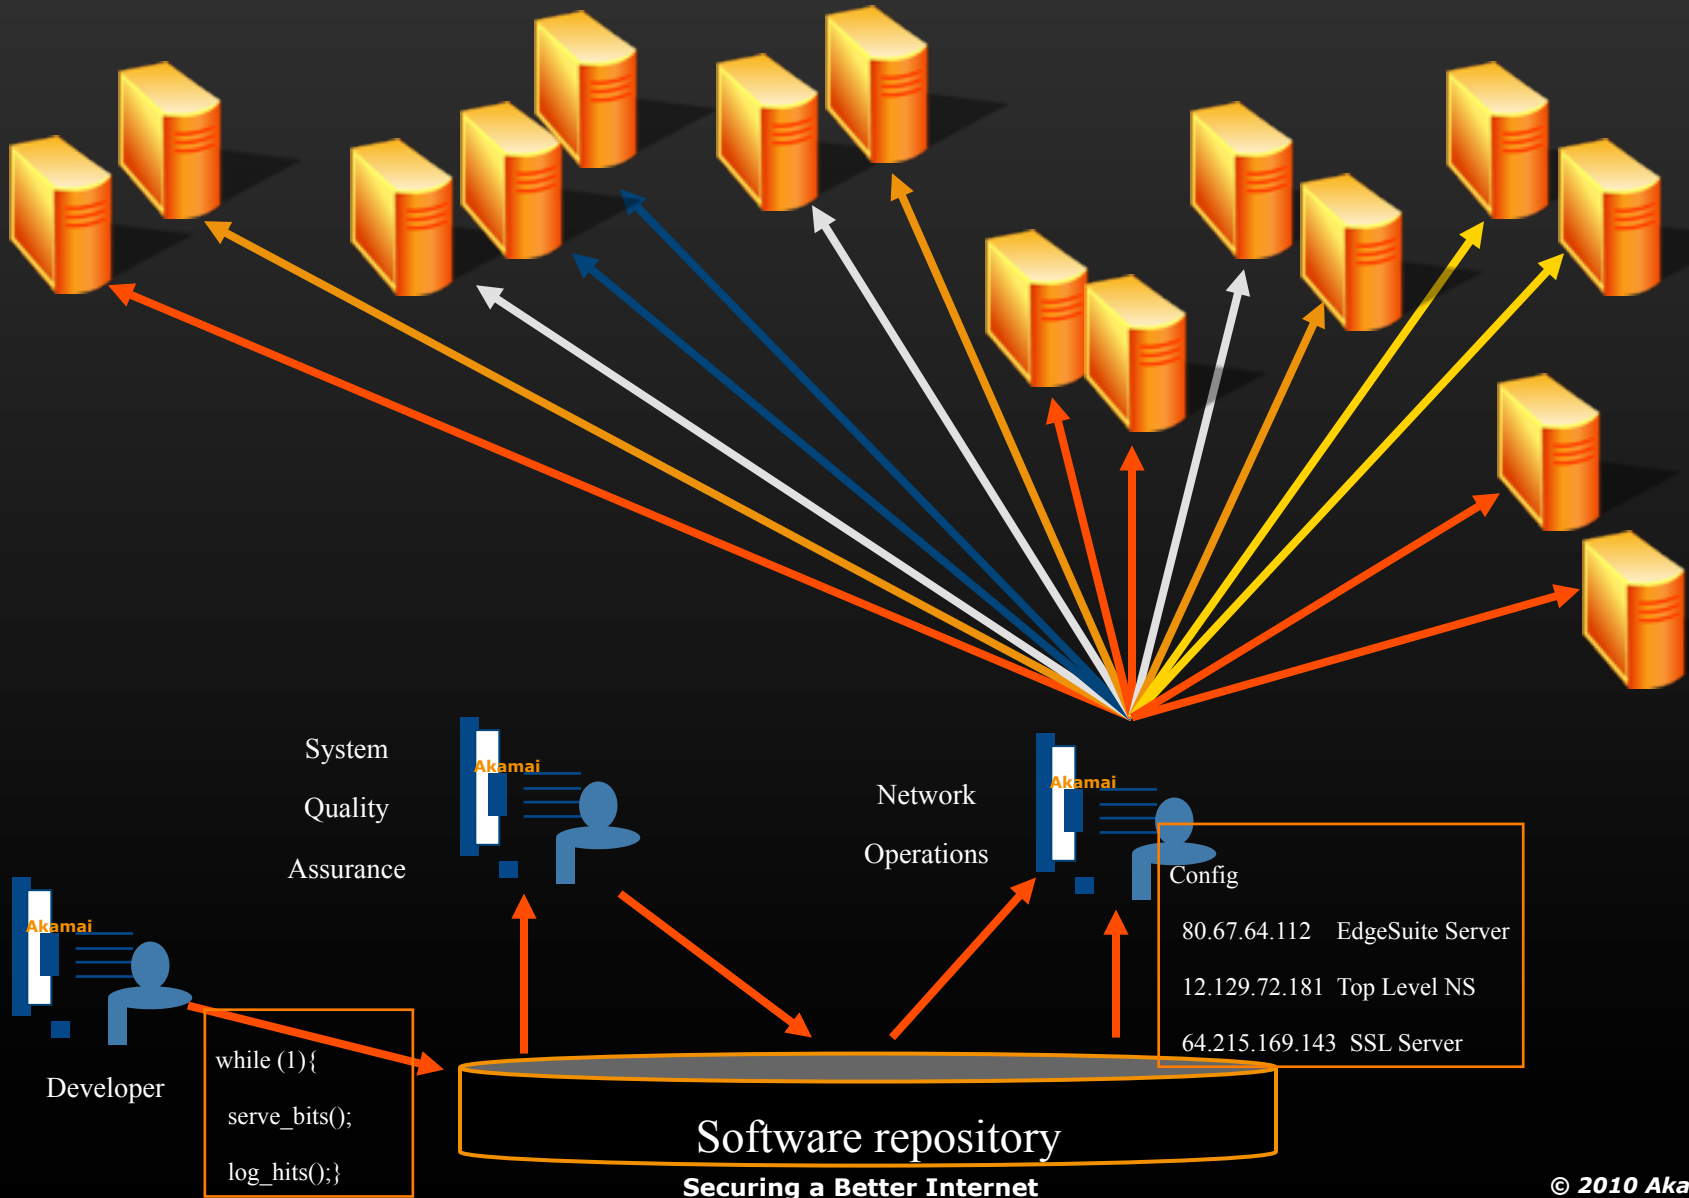 System
Quality
Assurance
Akamai
Network
Operations
Akamai
Config
80.67.64.112 EdgeSuite Server
12.129.72.181 Top Level NS
64.215.169.143 SSL Server
Akamai
Developer
while (1){
serve_bits();
log_hits();}
Software repository
Securing a Better Internet
© 2010 Aka